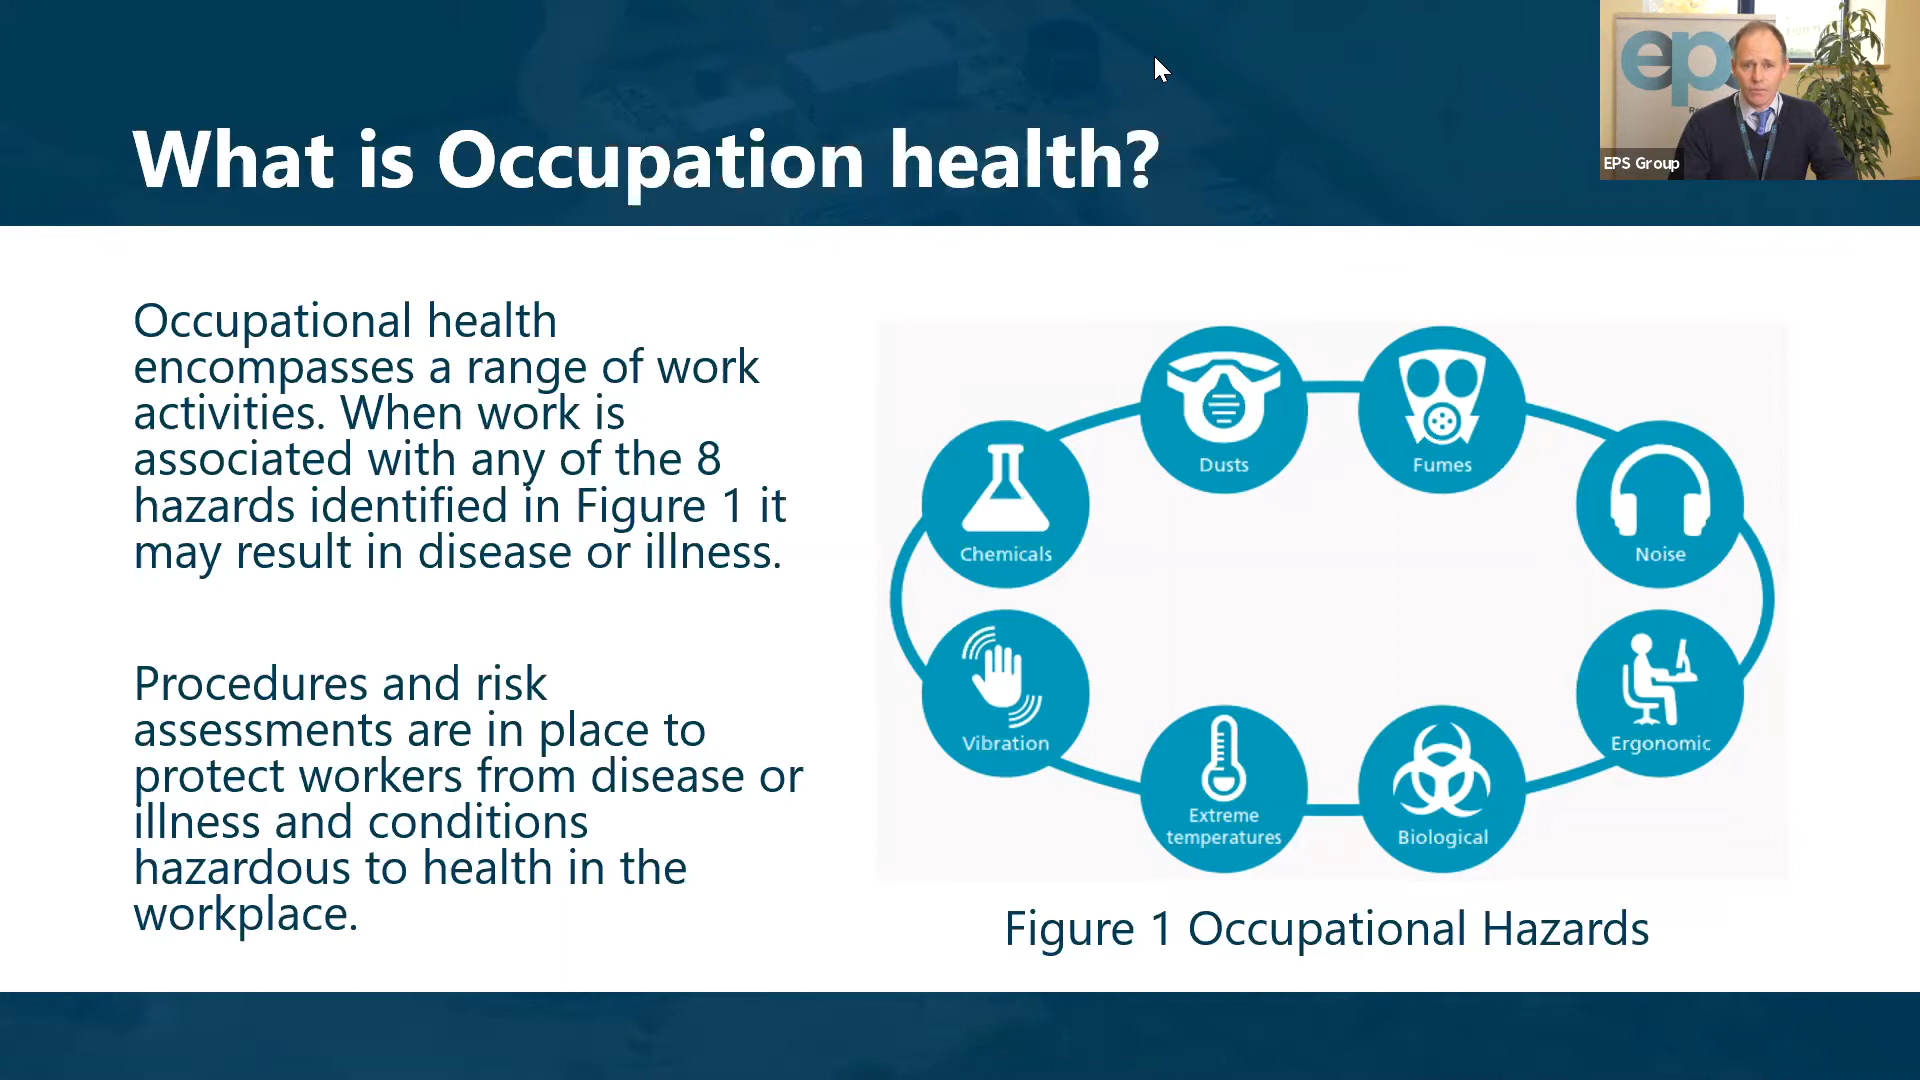 What is Occupation health?
eps
EPS Group
Occupational health
encompasses a range of work
activities. When work is
associated with any of the 8
hazards identified in Figure 1 it
may result in disease or illness.
Procedures and risk
assessments are in place to
protect workers from disease or
illness and conditions
hazardous to health in the
workplace.
Dusts
Fumes
Chemicals
Noise
Vibration
Ergonomic
Extreme
temperatures
Biological
Figure 1 Occupational Hazards